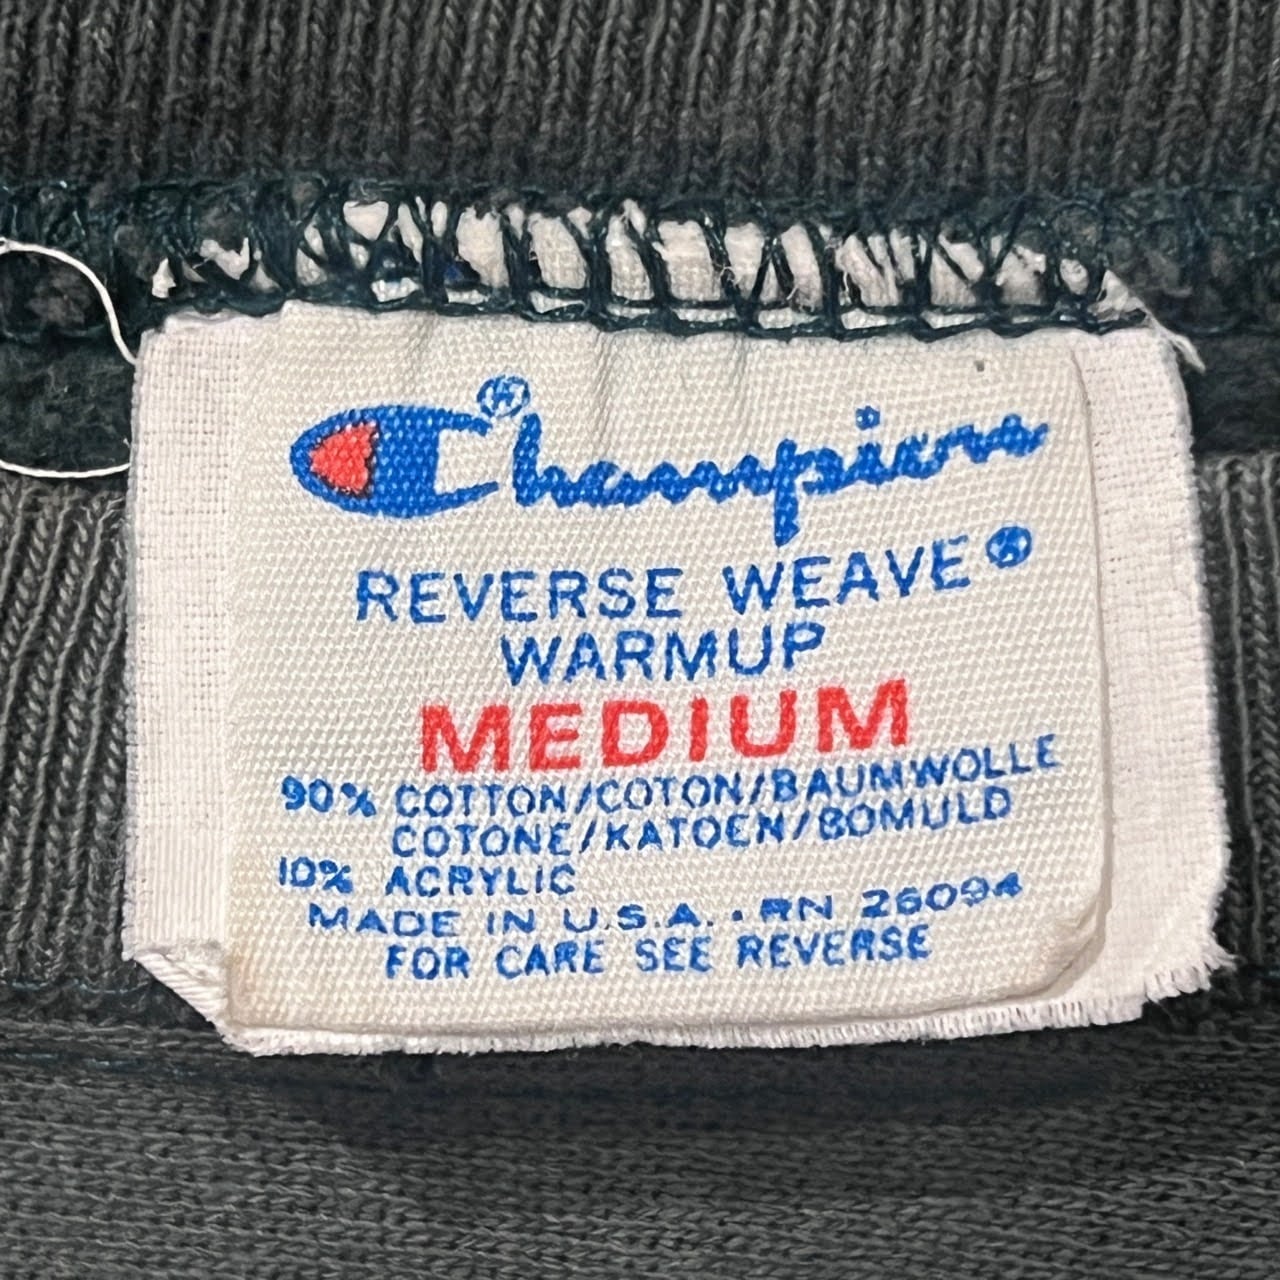 Champion®
REVERSE WEAVE®
WARMUP
MEDIUM
90% COTTON/COTON/BAUMWOLLE
COTONE/KATOEN/BOMULD
10% ACRYLIC
MADE IN U.S.A. · RN 26094
FOR CARE SEE REVERSE